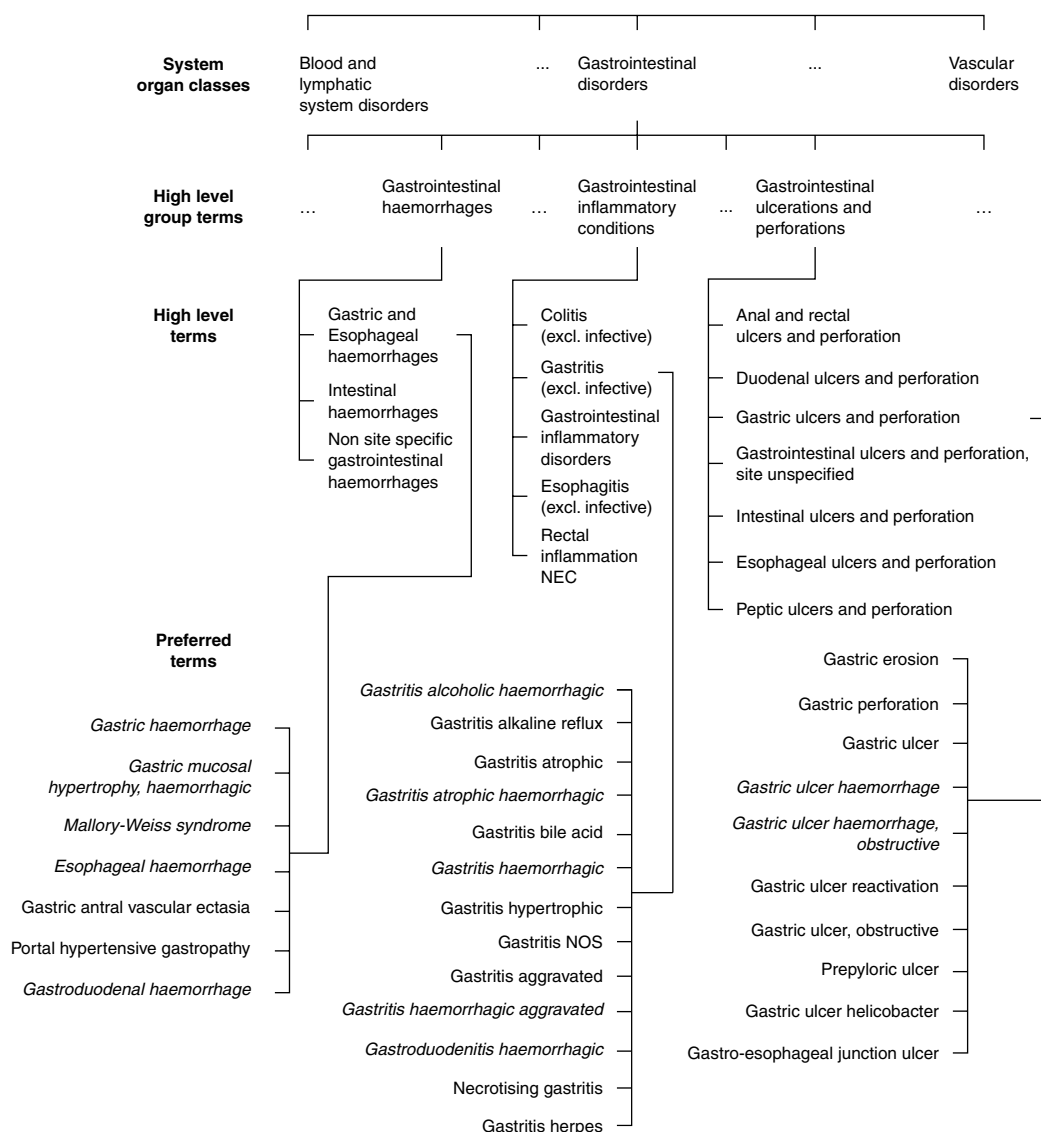 System
organ classes
Blood and
lymphatic
system disorders
...
Gastrointestinal
disorders
...
Vascular
disorders
High level
group terms
...
Gastrointestinal
haemorrhages
...
Gastrointestinal
inflammatory
conditions
...
Gastrointestinal
ulcerations and
perforations
...
High level
terms
Gastric and
Esophageal
haemorrhages
Intestinal
haemorrhages
Non site specific
gastrointestinal
haemorrhages
Colitis
(excl. infective)
Gastritis
(excl. infective)
Gastrointestinal
inflammatory
disorders
Esophagitis
(excl. infective)
Rectal
inflammation
NEC
Anal and rectal
ulcers and perforation
Duodenal ulcers and perforation
Gastric ulcers and perforation
Gastrointestinal ulcers and perforation,
site unspecified
Intestinal ulcers and perforation
Esophageal ulcers and perforation
Peptic ulcers and perforation
Preferred
terms
Gastric haemorrhage
Gastric mucosal
hypertrophy, haemorrhagic
Mallory-Weiss syndrome
Esophageal haemorrhage
Gastric antral vascular ectasia
Portal hypertensive gastropathy
Gastroduodenal haemorrhage
Gastritis alcoholic haemorrhagic
Gastritis alkaline reflux
Gastritis atrophic
Gastritis atrophic haemorrhagic
Gastritis bile acid
Gastritis haemorrhagic
Gastritis hypertrophic
Gastritis NOS
Gastritis aggravated
Gastritis haemorrhagic aggravated
Gastroduodenitis haemorrhagic
Necrotising gastritis
Gastritis herpes
Gastric erosion
Gastric perforation
Gastric ulcer
Gastric ulcer haemorrhage
Gastric ulcer haemorrhage,
obstructive
Gastric ulcer reactivation
Gastric ulcer, obstructive
Prepyloric ulcer
Gastric ulcer helicobacter
Gastro-esophageal junction ulcer